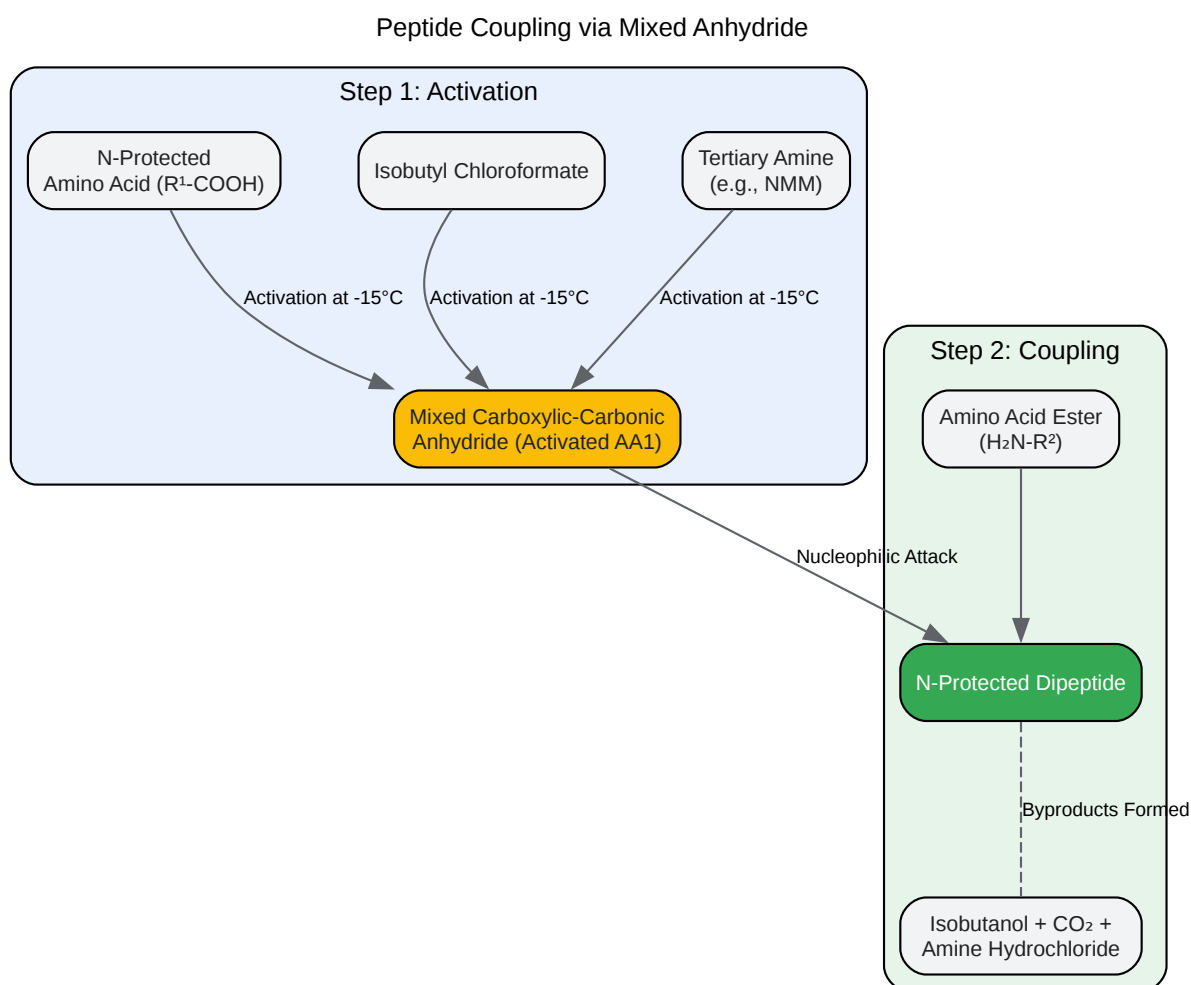 Peptide Coupling via Mixed Anhydride
Step 1: Activation
N-Protected
Amino Acid (R¹-COOH)
Isobutyl Chloroformate
Tertiary Amine
(e.g., NMM)
Activation at -15°C
Activation at -15°C
Activation at -15°C
Mixed Carboxylic-Carbonic
Anhydride (Activated AA1)
Step 2: Coupling
Amino Acid Ester
(H₂N-R²)
Nucleophilic Attack
N-Protected Dipeptide
Byproducts Formed
Isobutanol + CO₂ +
Amine Hydrochloride